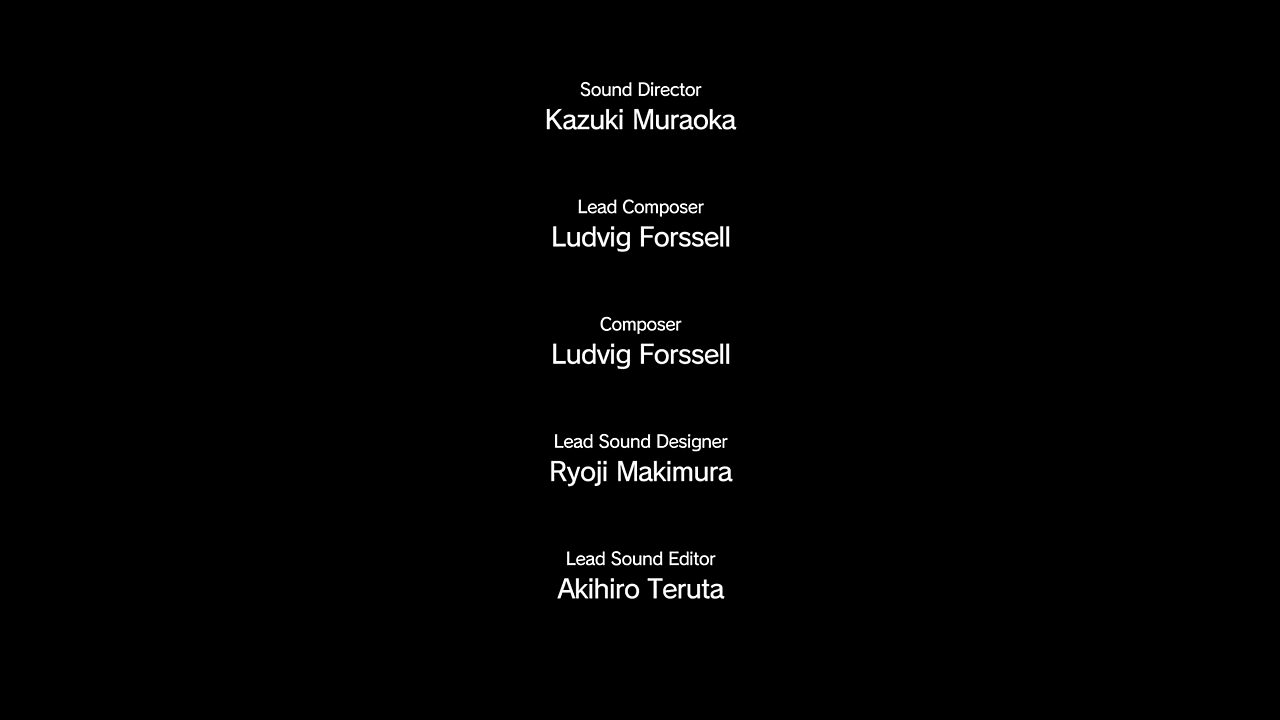 Sound Director
Kazuki Muraoka
Lead Composer
Ludvig Forssell
Composer
Ludvig Forssell
Lead Sound Designer
Ryoji Makimura
Lead Sound Editor
Akihiro Teruta